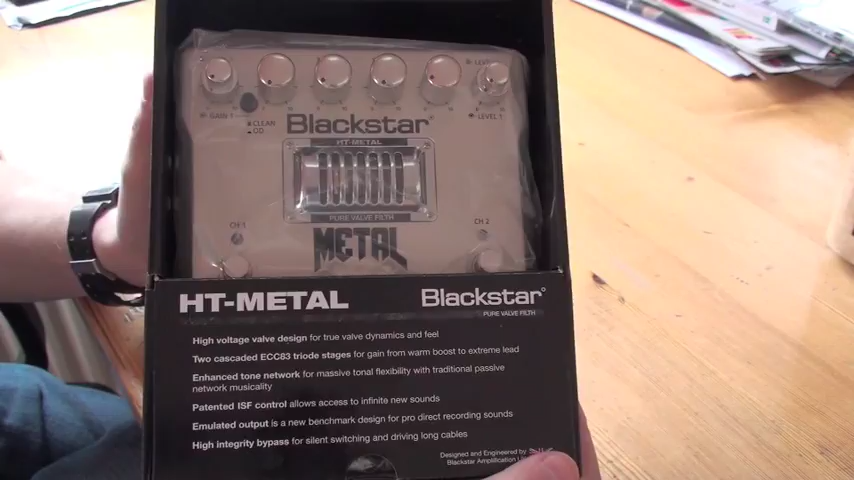 LEVEL
GAIN 1
CLEAN
OD
Blackstar
LEVEL 1
HT-METAL
PURE VALVE FILTH
CH 1
CH 2
METAL
HT-METAL
Blackstar
PURE VALVE FILTH
High voltage valve design for true valve dynamics and feel
Two cascaded ECC83 triode stages for gain from warm boost to extreme lead
Enhanced tone network for massive tonal flexibility with traditional passive
network musicality
Patented ISF control allows access to infinite new sounds
Emulated output is a new benchmark design for pro direct recording sounds
High integrity bypass for silent switching and driving long cables
Designed and Engineered by
Blackstar Amplification